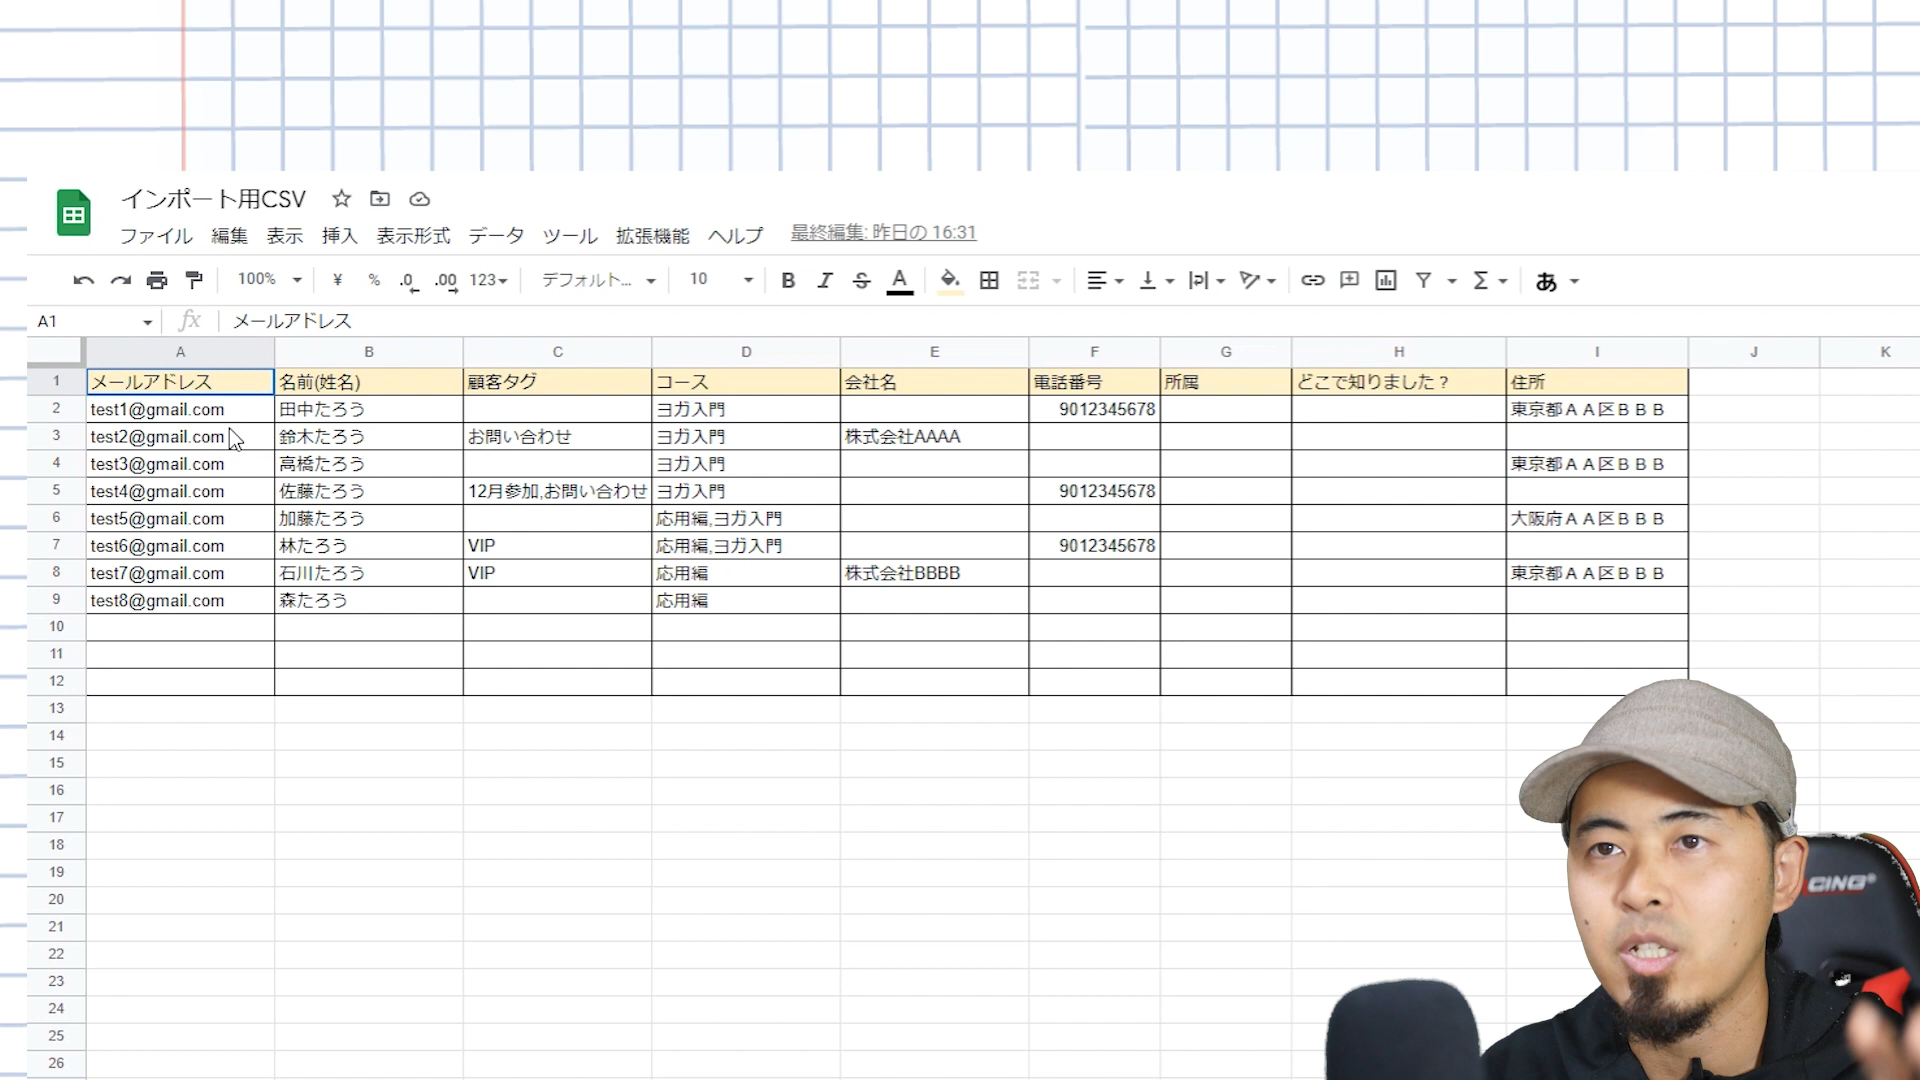 インポート用CSV
ファイル 編集 表示 挿入 表示形式 データ ツール 拡張機能 ヘルプ 最終編集: 昨日の 16:31
100% ¥ % .0 .00 123 デフォルト... 10 B I S A Σ あ
A1 fx メールアドレス
A B C D E F G H I J K
1 メールアドレス 名前(姓名) 顧客タグ コース 会社名 電話番号 所属 どこで知りました？ 住所
2 test1@gmail.com 田中たろう ヨガ入門 9012345678 東京都ＡＡ区ＢＢＢ
3 test2@gmail.com 鈴木たろう お問い合わせ ヨガ入門 株式会社AAAA
4 test3@gmail.com 高橋たろう ヨガ入門 東京都ＡＡ区ＢＢＢ
5 test4@gmail.com 佐藤たろう 12月参加,お問い合わせ ヨガ入門 9012345678
6 test5@gmail.com 加藤たろう 応用編,ヨガ入門 大阪府ＡＡ区ＢＢＢ
7 test6@gmail.com 林たろう VIP 応用編,ヨガ入門 9012345678
8 test7@gmail.com 石川たろう VIP 応用編 株式会社BBBB 東京都ＡＡ区ＢＢＢ
9 test8@gmail.com 森たろう 応用編
10
11
12
13
14
15
16
17
18
19
20
21
22
23
24
25
26
CING®